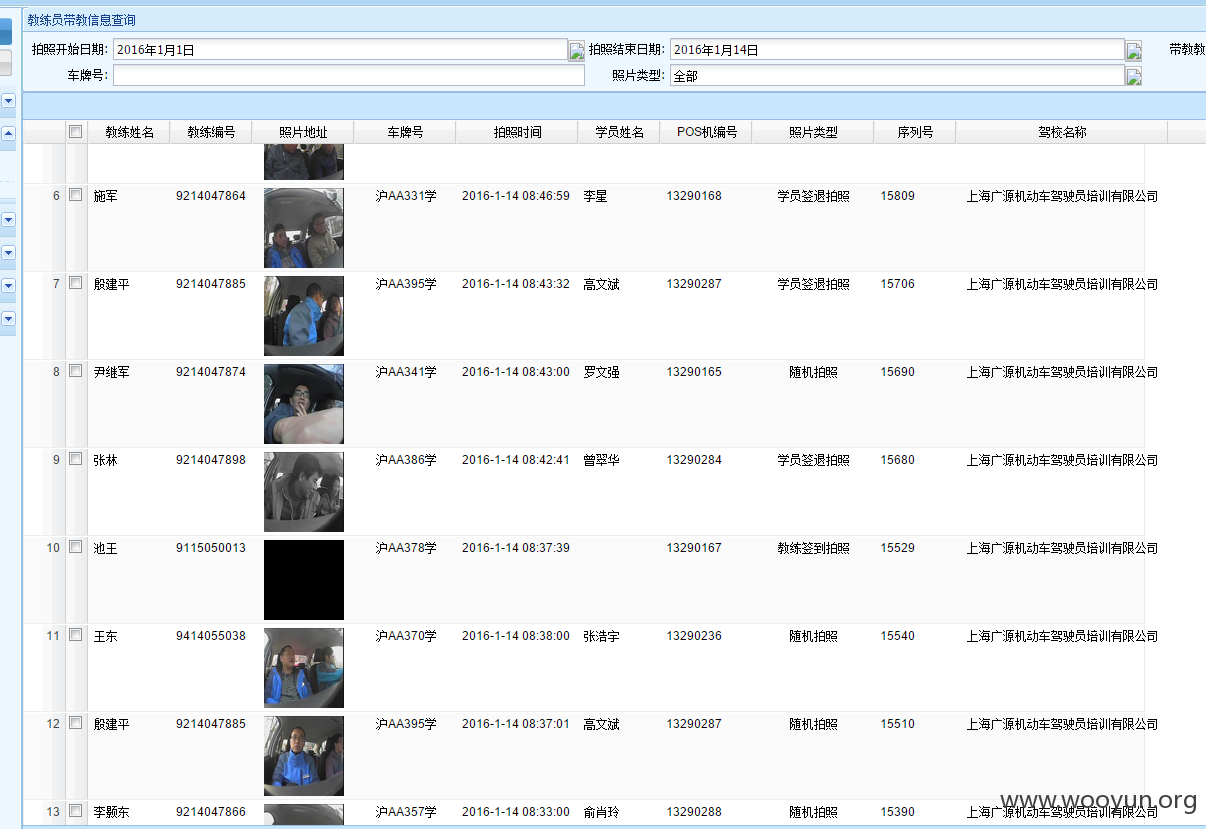 教练员带教信息查询
拍照开始日期: 2016年1月1日 拍照结束日期: 2016年1月14日 带教教
车牌号: 照片类型: 全部
教练姓名 教练编号 照片地址 车牌号 拍照时间 学员姓名 POS机编号 照片类型 序列号 驾校名称
6 施军 9214047864 沪AA331学 2016-1-14 08:46:59 李星 13290168 学员签退拍照 15809 上海广源机动车驾驶员培训有限公司
7 殷建平 9214047885 沪AA395学 2016-1-14 08:43:32 高文斌 13290287 学员签退拍照 15706 上海广源机动车驾驶员培训有限公司
8 尹继军 9214047874 沪AA341学 2016-1-14 08:43:00 罗文强 13290165 随机拍照 15690 上海广源机动车驾驶员培训有限公司
9 张林 9214047898 沪AA386学 2016-1-14 08:42:41 曾翠华 13290284 学员签退拍照 15680 上海广源机动车驾驶员培训有限公司
10 池王 9115050013 沪AA378学 2016-1-14 08:37:39 13290167 教练签到拍照 15529 上海广源机动车驾驶员培训有限公司
11 王东 9414055038 沪AA370学 2016-1-14 08:38:00 张浩宇 13290236 随机拍照 15540 上海广源机动车驾驶员培训有限公司
12 殷建平 9214047885 沪AA395学 2016-1-14 08:37:01 高文斌 13290287 随机拍照 15510 上海广源机动车驾驶员培训有限公司
13 李颢东 9214047866 沪AA357学 2016-1-14 08:33:00 俞肖玲 13290288 随机拍照 15390 上海广源机动车驾驶员培训有限公司
www.wooyun.org